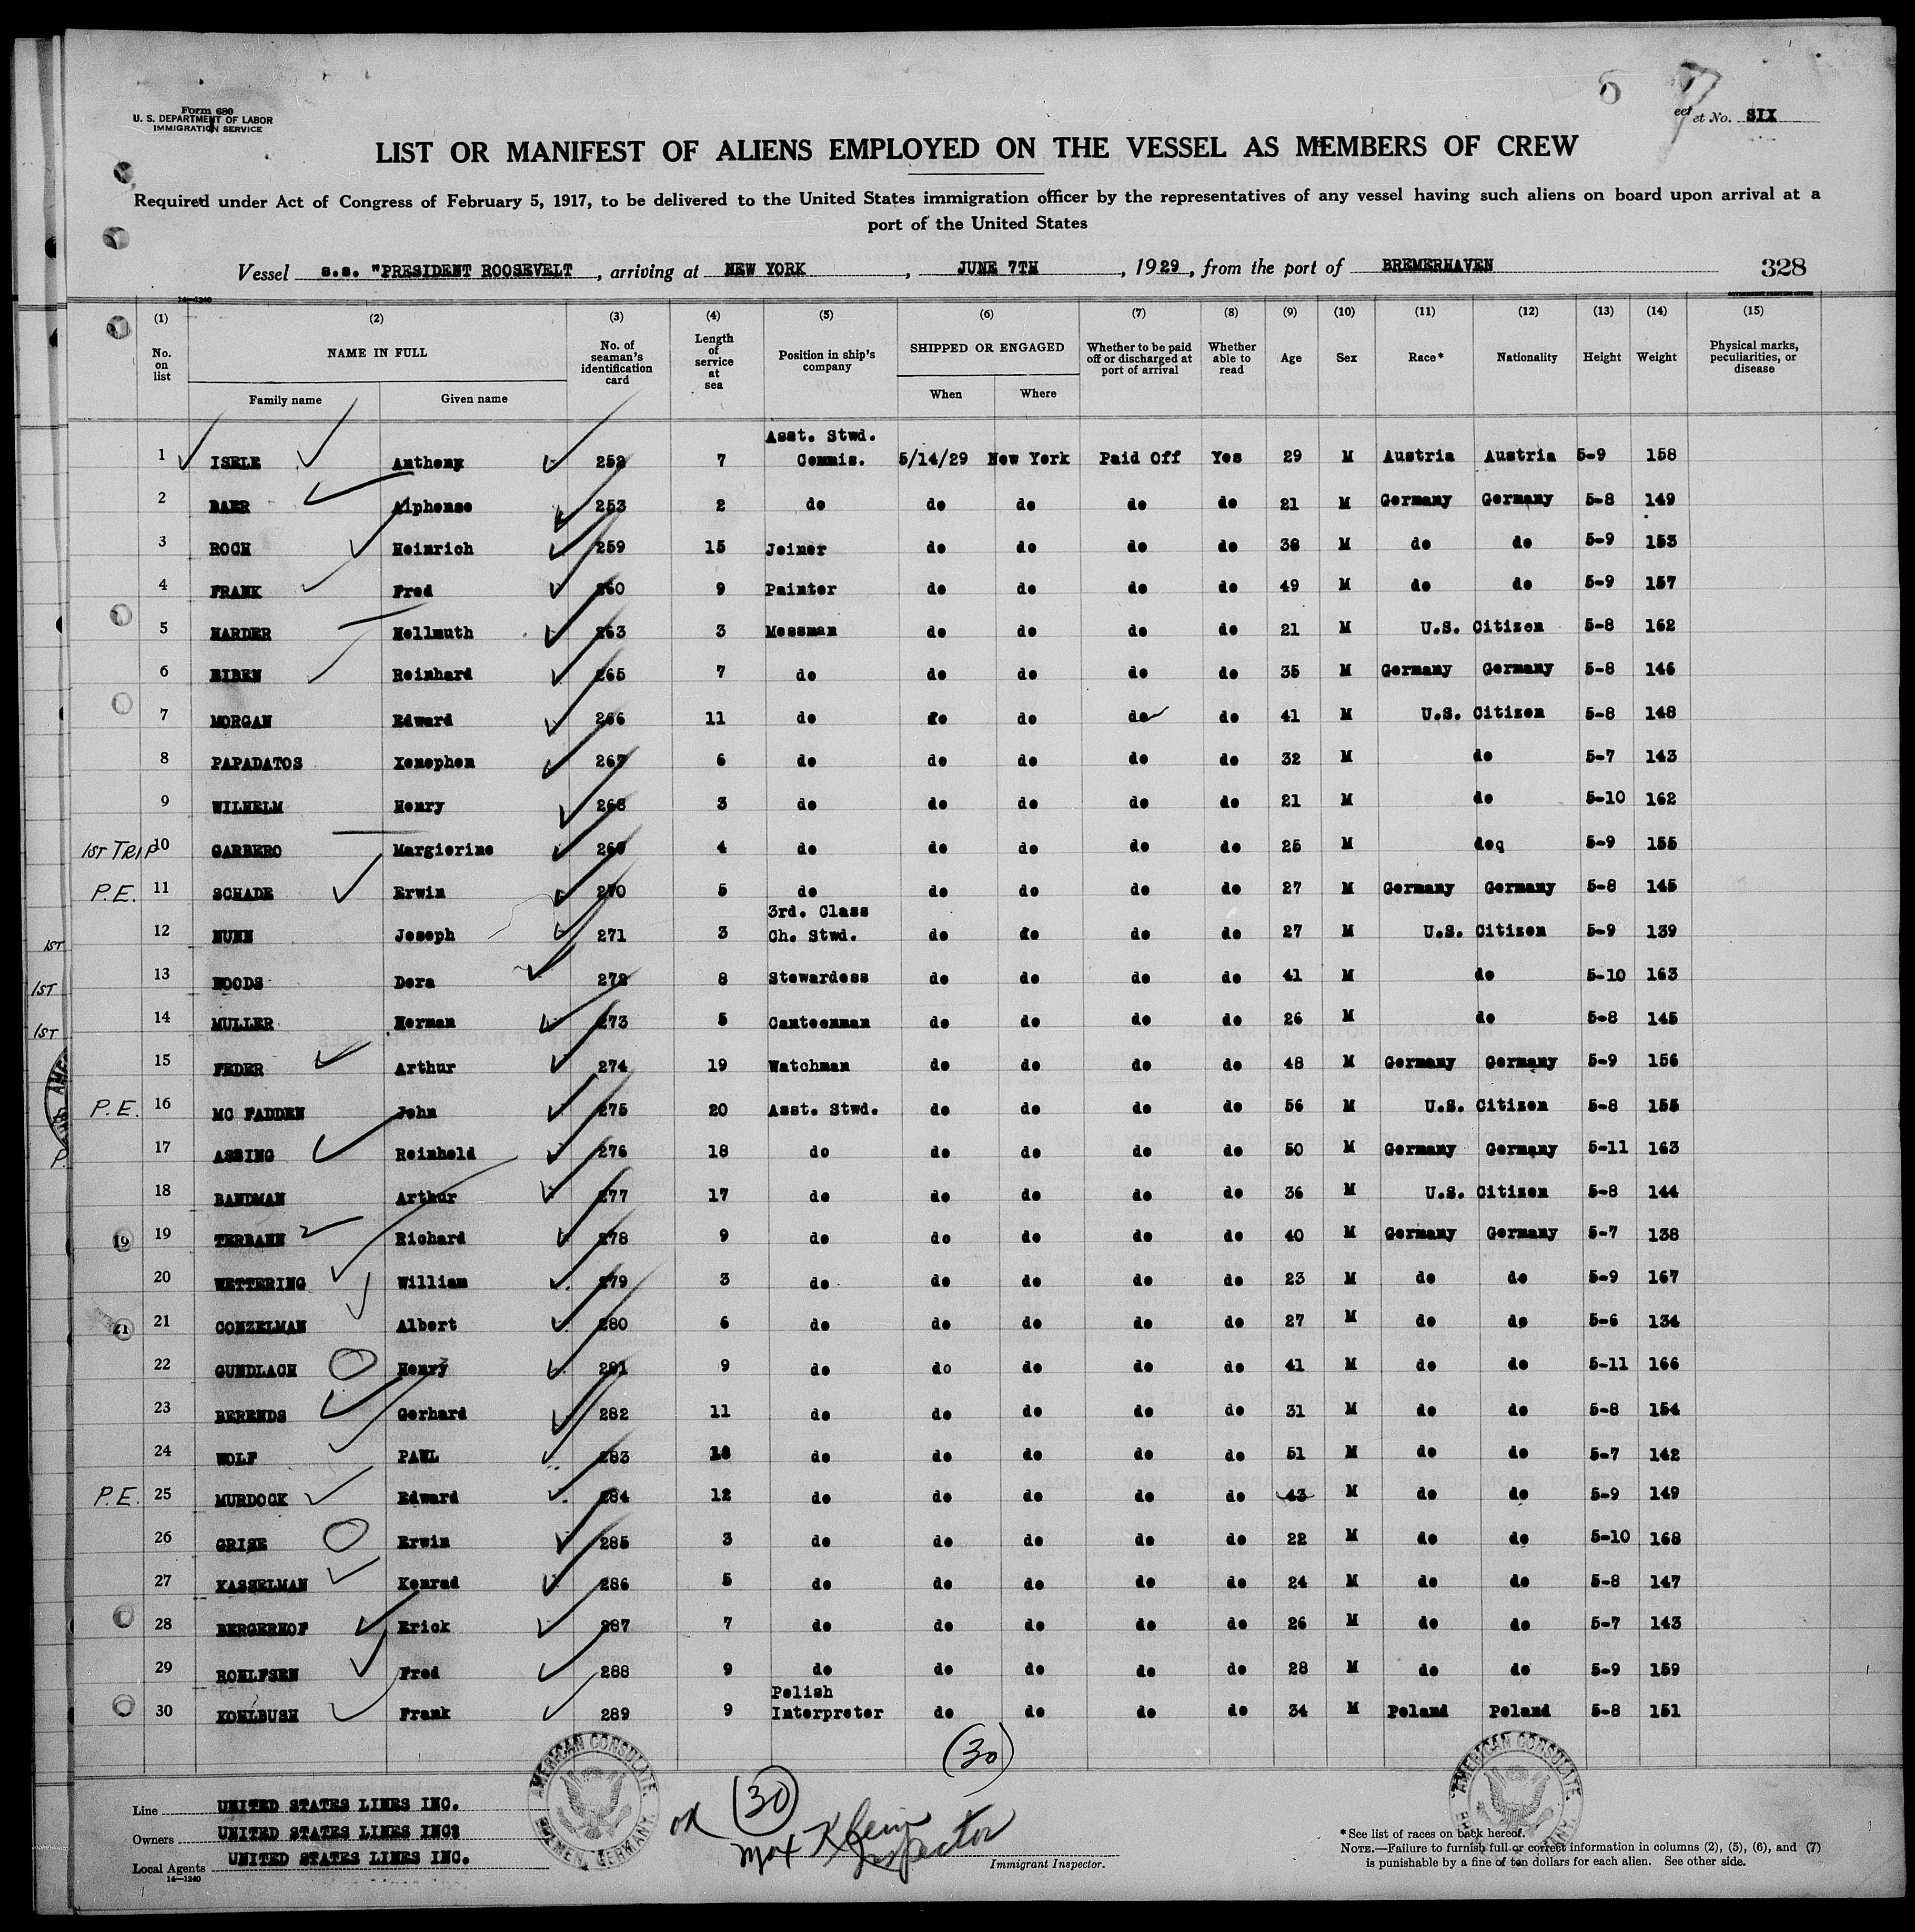 Form 680
U. S. DEPARTMENT OF LABOR
IMMIGRATION SERVICE
eet No. SIX
LIST OR MANIFEST OF ALIENS EMPLOYED ON THE VESSEL AS MEMBERS OF CREW
Required under Act of Congress of February 5, 1917, to be delivered to the United States immigration officer by the representatives of any vessel having such aliens on board upon arrival at a
port of the United States
Vessel s.s. "PRESIDENT ROOSEVELT , arriving at NEW YORK , JUNE 7TH , 1929 , from the port of BREMERHAVEN 328
14—1240
(1) (2) (3) (4) (5) (6) (7) (8) (9) (10) (11) (12) (13) (14) (15)
No. on list NAME IN FULL No. of seaman's identification card Length of service at sea Position in ship's company SHIPPED OR ENGAGED Whether to be paid off or discharged at port of arrival Whether able to read Age Sex Race* Nationality Height Weight Physical marks, peculiarities, or disease
Family name Given name When Where
Asst. Stwd.
1 ISELE Anthony 252 7 Commis. 5/14/29 New York Paid Off Yes 29 M Austria Austria 5-9 158
2 BAER Alphonse 253 2 do do do do do 21 M Germany Germany 5-8 149
3 ROCH Heinrich 259 15 Joiner do do do do 38 M do do 5-9 153
4 FRANK Fred 260 9 Painter do do do do 49 M do do 5-9 157
5 HARDER Hellmuth 263 3 Messman do do do do 21 M U.S. Citizen 5-8 162
6 EIBEN Reinhard 265 7 do do do do do 35 M Germany Germany 5-8 146
7 MORGAN Edward 266 11 do do do do do 41 M U.S. Citizen 5-8 148
8 PAPADATOS Xenophon 267 6 do do do do do 32 M do 5-7 143
9 WILHELM Henry 268 3 do do do do do 21 M do 5-10 162
1ST TRIP 10 GARBERO Margierine 269 4 do do do do do 25 M doq 5-9 155
P.E. 11 SCHADE Erwin 270 5 do do do do do 27 M Germany Germany 5-8 145
3rd. Class
1ST 12 NUNN Joseph 271 3 Ch. Stwd. do do do do 27 M U.S. Citizen 5-9 139
1ST 13 WOODS Dora 272 8 Stewardess do do do do 41 M do 5-10 163
1ST 14 MULLER Herman 273 5 Canteenman do do do do 26 M do 5-8 145
15 FEDER Arthur 274 19 Watchman do do do do 48 M Germany Germany 5-9 156
P.E. 16 MC FADDEN John 275 20 Asst. Stwd. do do do do 56 M U.S. Citizen 5-8 155
P. 17 ASSING Reinhold 276 18 do do do do do 50 M Germany Germany 5-11 163
18 BANDMAN Arthur 277 17 do do do do do 36 M U.S. Citizen 5-8 144
19 19 TERBAHN Richard 278 9 do do do do do 40 M Germany Germany 5-7 138
20 WETTERING William 279 3 do do do do do 23 M do do 5-9 167
21 21 CONZELMAN Albert 280 6 do do do do do 27 M do do 5-6 134
22 GUNDLACH Henry 281 9 do do do do do 41 M do do 5-11 166
23 BERENDS Gerhard 282 11 do do do do do 31 M do do 5-8 154
24 WOLF PAUL 283 do do do do do 51 M do do 5-7 142
P.E. 25 MURDOCK Edward 284 12 do do do do do 43 M do do 5-9 149
26 GRISE Erwin 285 3 do do do do do 22 M do do 5-10 168
27 KASSELMAN Konrad 286 5 do do do do do 24 M do do 5-8 147
28 BERGERHOF Erick 287 7 do do do do do 26 M do do 5-7 143
29 ROHLFSEN Fred 288 9 do do do do do 28 M do do 5-9 159
Polish
30 KOHLBUSH Frank 289 9 Interpreter do do do do 34 M Poland Poland 5-8 151
(30)
AMERICAN CONSULATE BREMEN, GERMANY.
AMERICAN CONSULATE
Line UNITED STATES LINES INC.
Owners UNITED STATES LINES INC
Local Agents UNITED STATES LINES INC.
14—1240
ok 30
Max Klein
Inspector
Immigrant Inspector.
*See list of races on back hereof.
NOTE.—Failure to furnish full or correct information in columns (2), (5), (6), and (7)
is punishable by a fine of ten dollars for each alien. See other side.